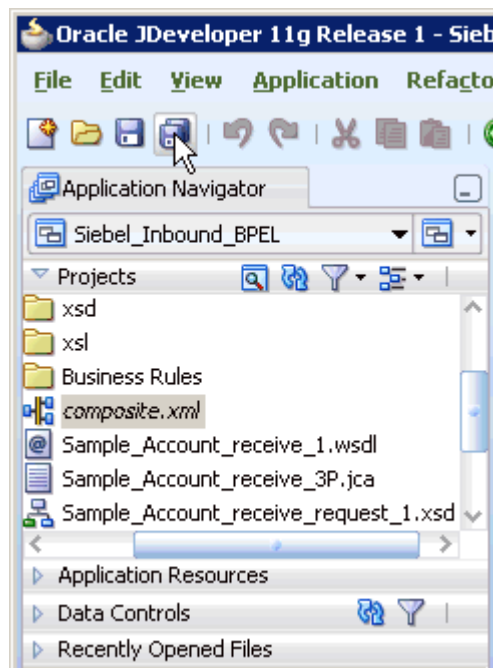 Oracle JDeveloper 11g Release 1 - Sieb
File Edit View Application Refacto
Application Navigator
Siebel_Inbound_BPEL
Projects
xsd
xsl
Business Rules
composite.xml
Sample_Account_receive_1.wsdl
Sample_Account_receive_3P.jca
Sample_Account_receive_request_1.xsd
Application Resources
Data Controls
Recently Opened Files